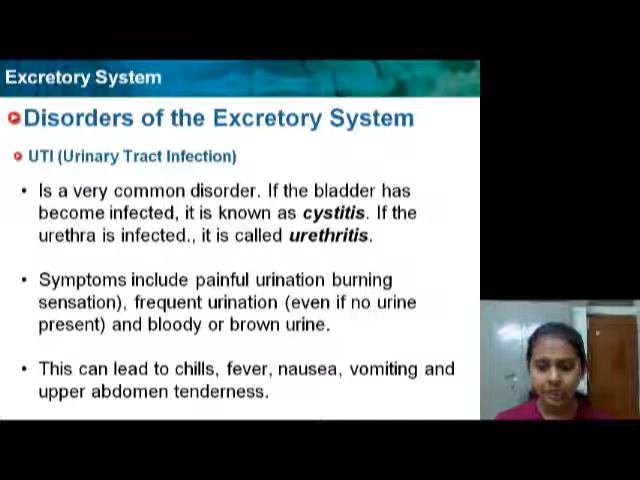 Excretory System
Disorders of the Excretory System
UTI (Urinary Tract Infection)
• Is a very common disorder. If the bladder has
become infected, it is known as cystitis. If the
urethra is infected., it is called urethritis.
• Symptoms include painful urination burning
sensation), frequent urination (even if no urine
present) and bloody or brown urine.
• This can lead to chills, fever, nausea, vomiting and
upper abdomen tenderness.